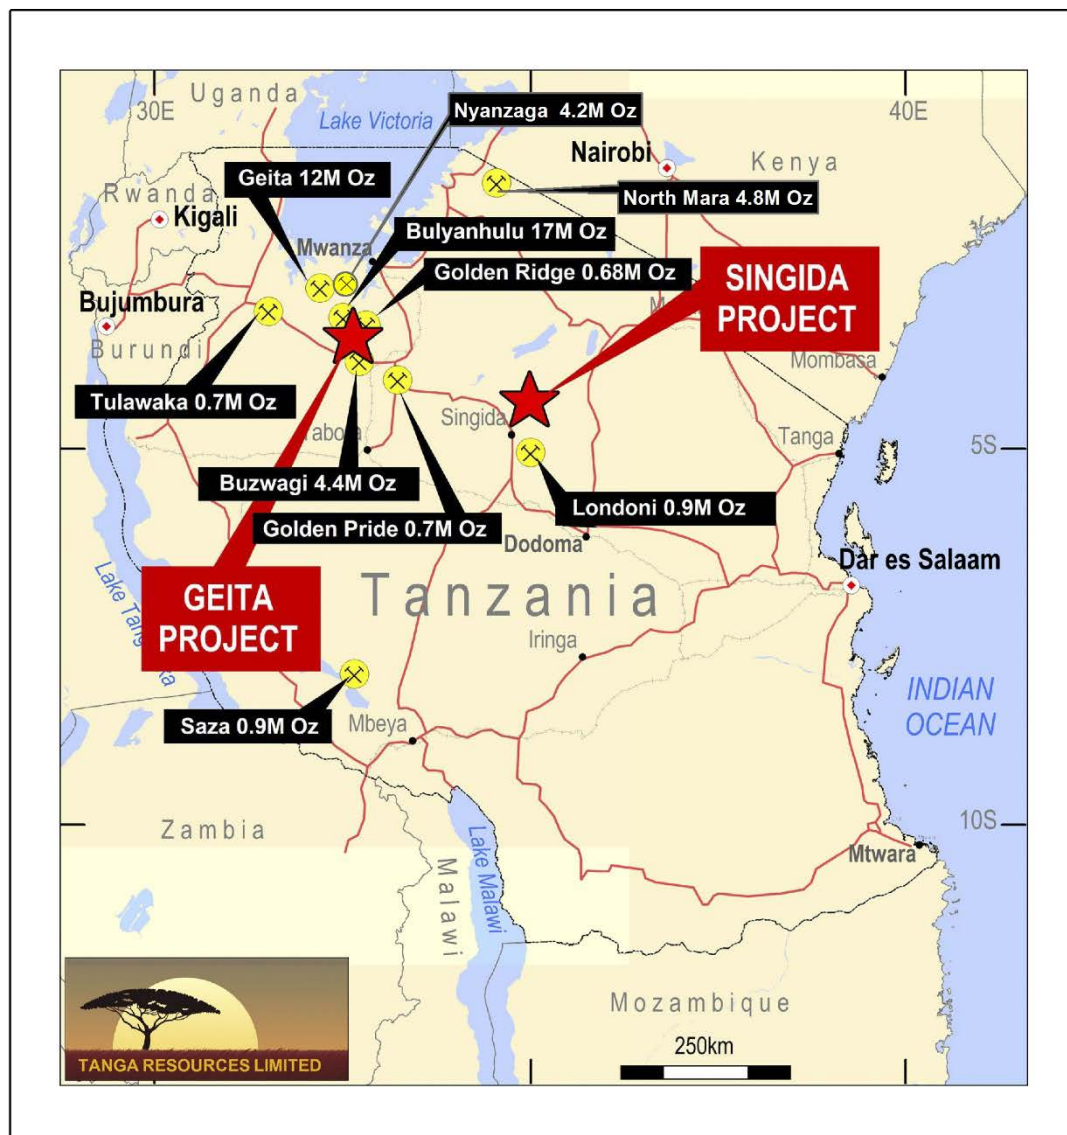 Uganda
Nyanzaga 4.2M Oz
30E
40E
Lake Victoria
Nairobi
Kenya
Geita 12M Oz
Rwanda
North Mara 4.8M Oz
Kigali
Bulyanhulu 17M Oz
Mwanza
Golden Ridge 0.68M Oz
SINGIDA
PROJECT
Bujumbura
Burundi
Mombasa
Tulawaka 0.7M Oz
Singida
Tabora
Tanga
5S
Buzwagi 4.4M Oz
Londoni 0.9M Oz
Golden Pride 0.7M Oz
Dodoma
Dar es Salaam
GEITA
PROJECT
Tanzania
Iringa
INDIAN
OCEAN
Saza 0.9M Oz
Mbeya
Zambia
10S
Mtwara
Lake Malawi
Malawi
Mozambique
250km
TANGA RESOURCES LIMITED